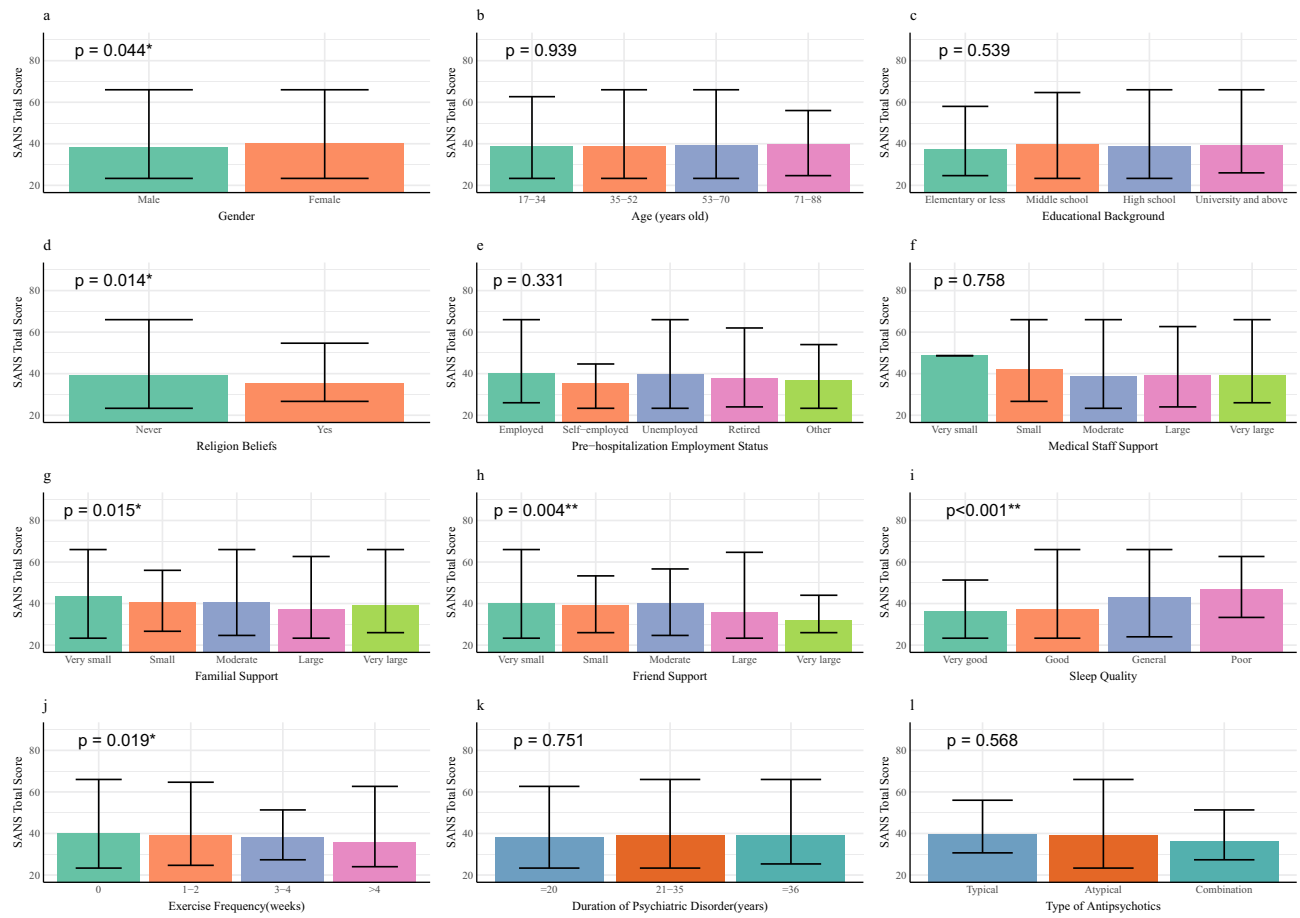 a
p = 0.044*
SANS Total Score
80
60
40
20
Male Female
Gender
b
p = 0.939
SANS Total Score
80
60
40
20
17−34 35−52 53−70 71−88
Age (years old)
c
p = 0.539
SANS Total Score
80
60
40
20
Elementary or less Middle school High school University and above
Educational Background
d
p = 0.014*
SANS Total Score
80
60
40
20
Never Yes
Religion Beliefs
e
p = 0.331
SANS Total Score
80
60
40
20
Employed Self−employed Unemployed Retired Other
Pre−hospitalization Employment Status
f
p = 0.758
SANS Total Score
80
60
40
20
Very small Small Moderate Large Very large
Medical Staff Support
g
p = 0.015*
SANS Total Score
80
60
40
20
Very small Small Moderate Large Very large
Familial Support
h
p = 0.004**
SANS Total Score
80
60
40
20
Very small Small Moderate Large Very large
Friend Support
i
p<0.001**
SANS Total Score
80
60
40
20
Very good Good General Poor
Sleep Quality
j
p = 0.019*
SANS Total Score
80
60
40
20
0 1−2 3−4 >4
Exercise Frequency(weeks)
k
p = 0.751
SANS Total Score
80
60
40
20
=20 21−35 =36
Duration of Psychiatric Disorder(years)
l
p = 0.568
SANS Total Score
80
60
40
20
Typical Atypical Combination
Type of Antipsychotics